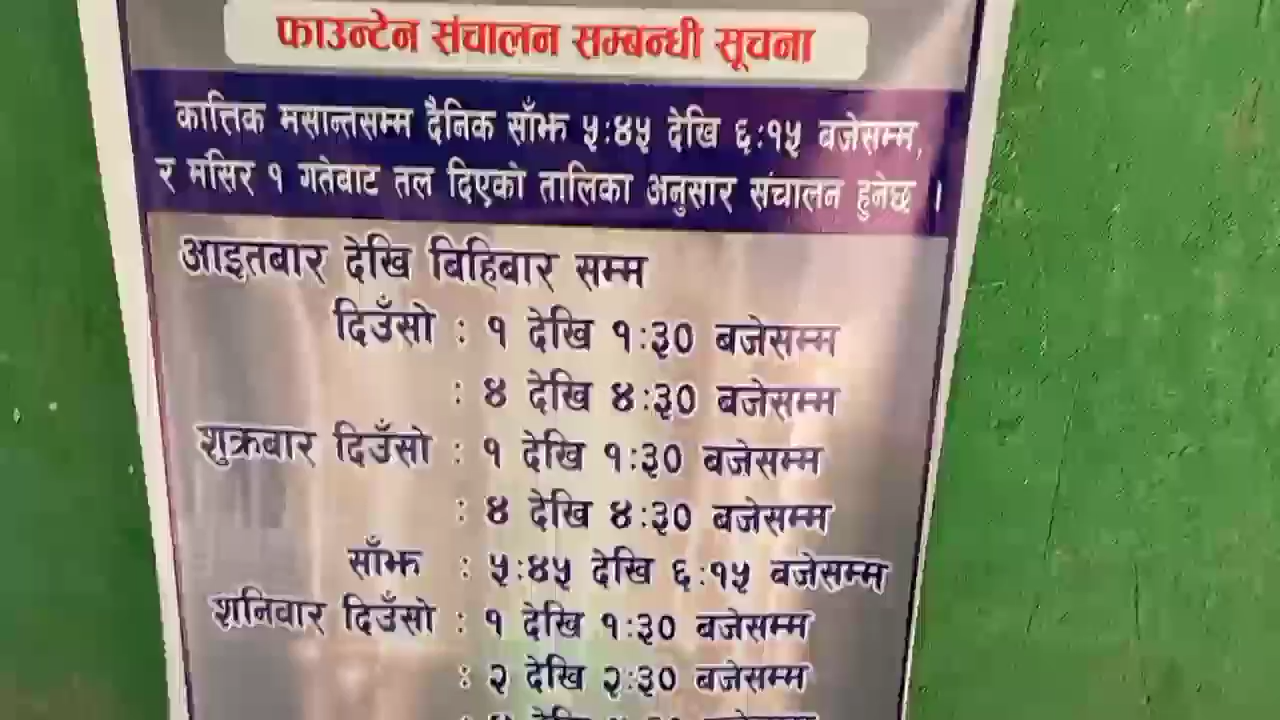 फाउन्टेन संचालन सम्बन्धी सूचना
कात्तिक मसान्तसम्म दैनिक साँझ ५:४५ देखि ६:१५ बजेसम्म,
र मसिर १ गतेबाट तल दिएको तालिका अनुसार संचालन हुनेछ ।
आइतबार देखि बिहिबार सम्म
दिउँसो : १ देखि १:३० बजेसम्म
: ४ देखि ४:३० बजेसम्म
शुक्रबार दिउँसो : १ देखि १:३० बजेसम्म
: ४ देखि ४:३० बजेसम्म
साँझ : ५:४५ देखि ६:१५ बजेसम्म
शनिवार दिउँसो : १ देखि १:३० बजेसम्म
: २ देखि २:३० बजेसम्म